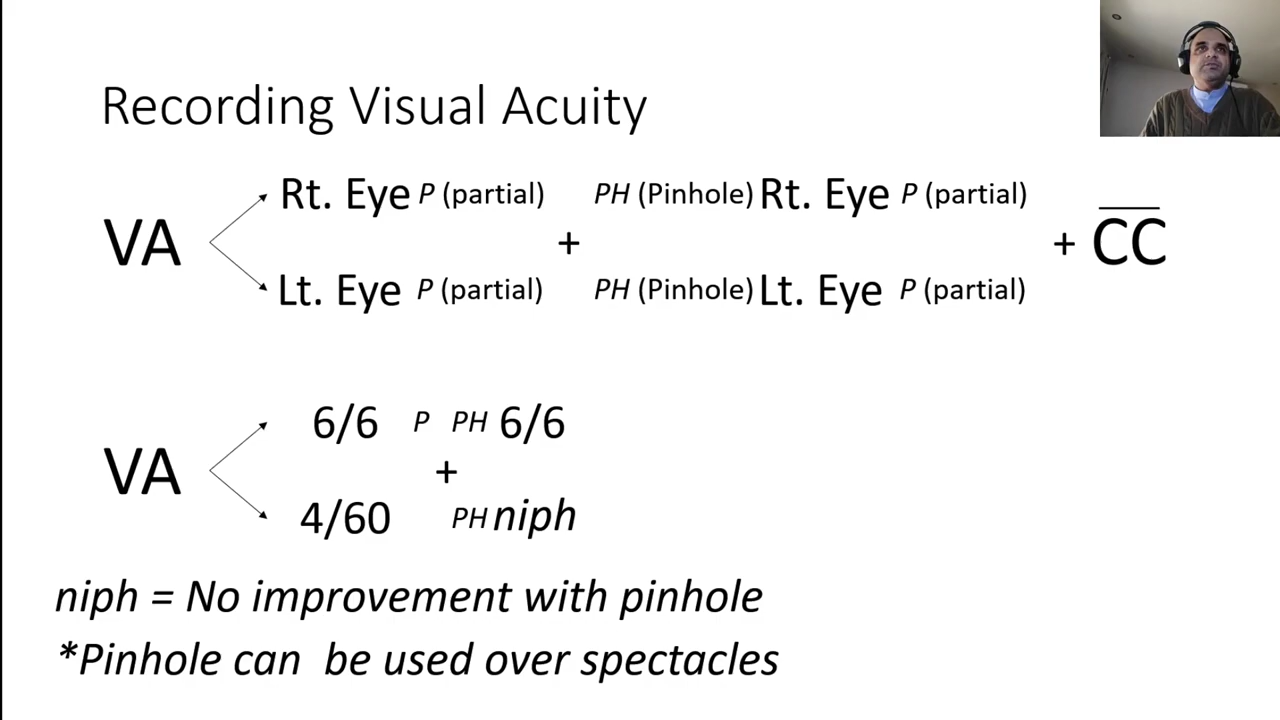 Recording Visual Acuity
Rt. Eye P (partial) PH (Pinhole) Rt. Eye P (partial)
VA + + CC
Lt. Eye P (partial) PH (Pinhole) Lt. Eye P (partial)
6/6 P PH 6/6
VA +
4/60 PH niph
niph = No improvement with pinhole
*Pinhole can be used over spectacles